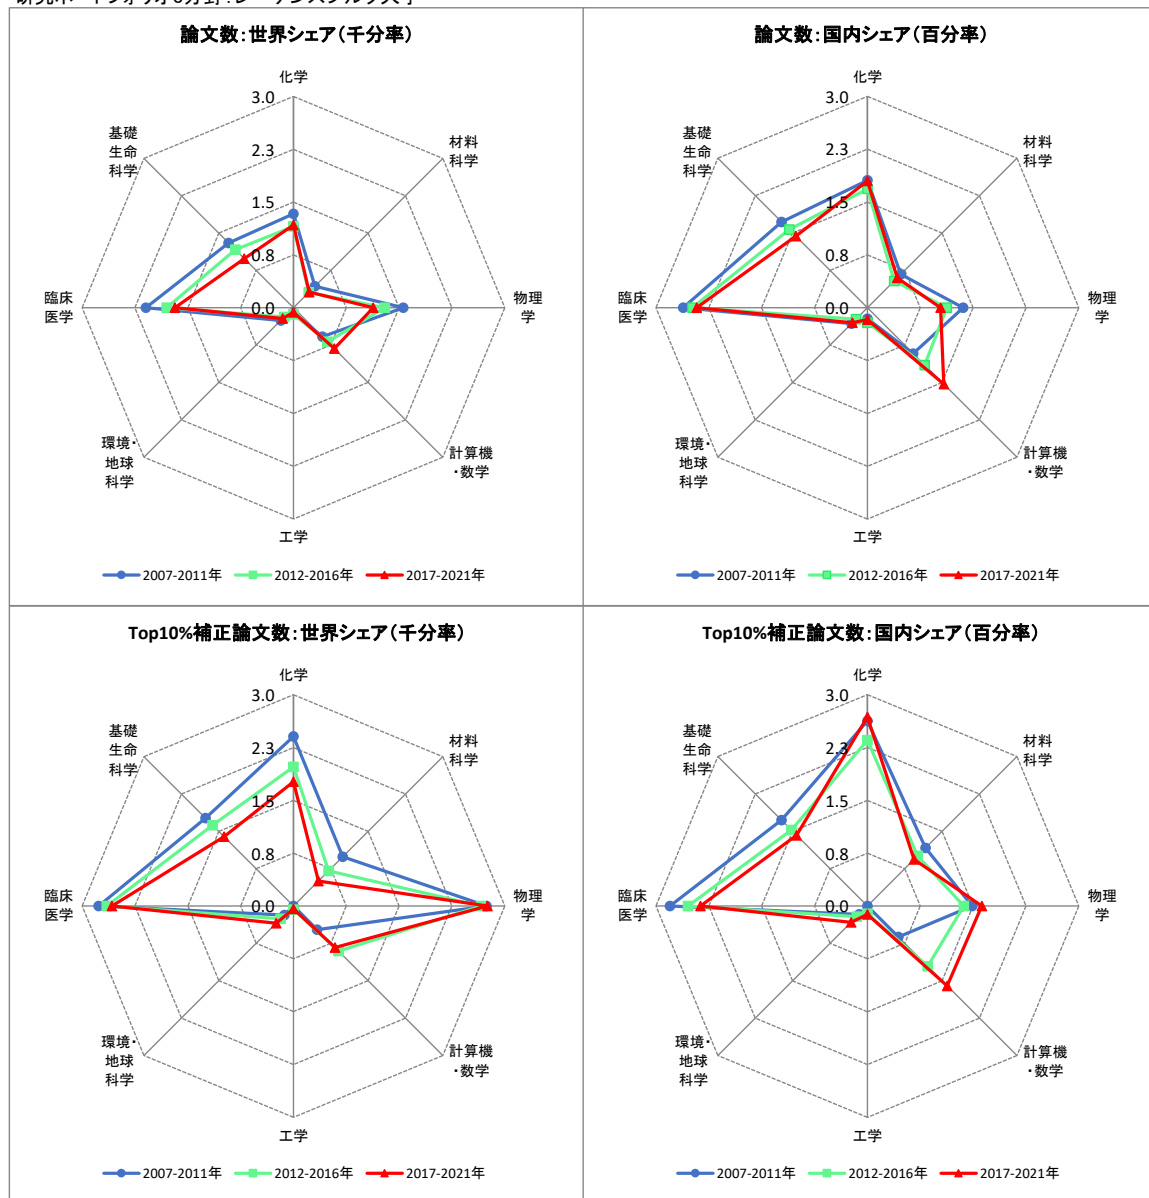 論文数：世界シェア（千分率）
化学
3.0
2.3
1.5
0.8
0.0
材料
科学
物理
学
計算機
・数学
工学
環境・
地球
科学
臨床
医学
基礎
生命
科学
2007-2011年 2012-2016年 2017-2021年
論文数：国内シェア（百分率）
化学
3.0
2.3
1.5
0.8
0.0
材料
科学
物理
学
計算機
・数学
工学
環境・
地球
科学
臨床
医学
基礎
生命
科学
2007-2011年 2012-2016年 2017-2021年
Top10%補正論文数：世界シェア（千分率）
化学
3.0
2.3
1.5
0.8
0.0
材料
科学
物理
学
計算機
・数学
工学
環境・
地球
科学
臨床
医学
基礎
生命
科学
2007-2011年 2012-2016年 2017-2021年
Top10%補正論文数：国内シェア（百分率）
化学
3.0
2.3
1.5
0.8
0.0
材料
科学
物理
学
計算機
・数学
工学
環境・
地球
科学
臨床
医学
基礎
生命
科学
2007-2011年 2012-2016年 2017-2021年